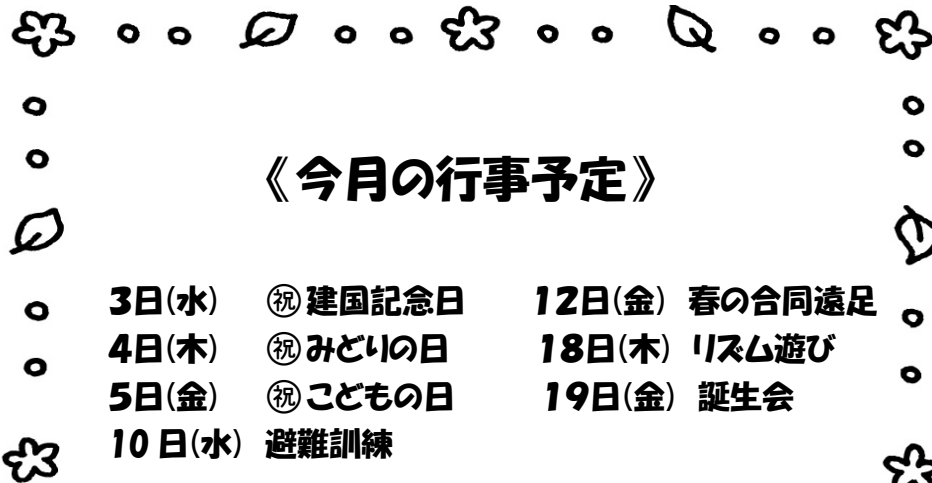 《今月の行事予定》
3日(水) ㊗建国記念日
4日(木) ㊗みどりの日
5日(金) ㊗こどもの日
10日(水) 避難訓練
12日(金) 春の合同遠足
18日(木) リズム遊び
19日(金) 誕生会